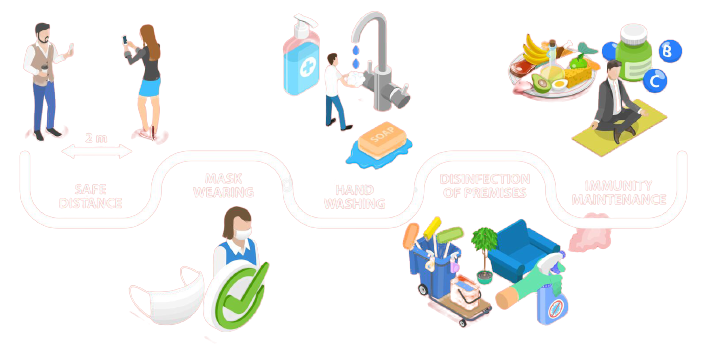 3 m
SAFE
DISTANCE
MASK
WEARING
HAND
WASHING
SOAP
DISINFECTION
OF PREMISES
IMMUNITY
MAINTENANCE
B
C